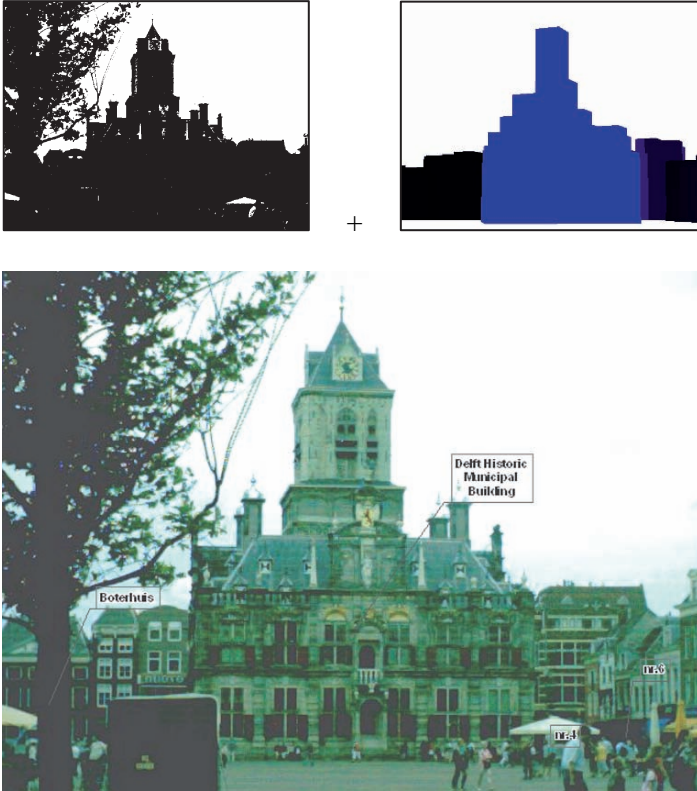 +
Delft Historic
Municipal
Building
Boterhuis
nr.6
nr.4